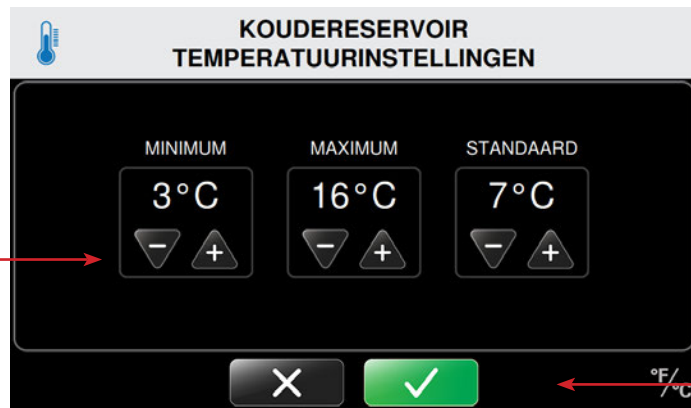 KOUDERESERVOIR
TEMPERATUURINSTELLINGEN
MINIMUM MAXIMUM STANDAARD
3°C 16°C 7°C
- + - + - +
°F/°C